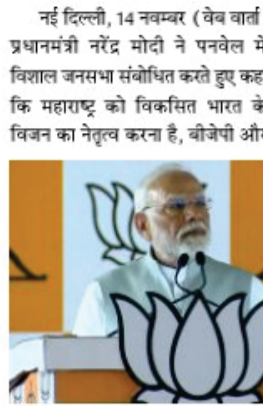 नई दिल्ली, 14 नवम्बर (वेब वार्ता
प्रधानमंत्री नरेंद्र मोदी ने पनवेल में
विशाल जनसभा संबोधित करते हुए कह
कि महाराष्ट्र को विकसित भारत के
विजन का नेतृत्व करना है, बीजेपी औ